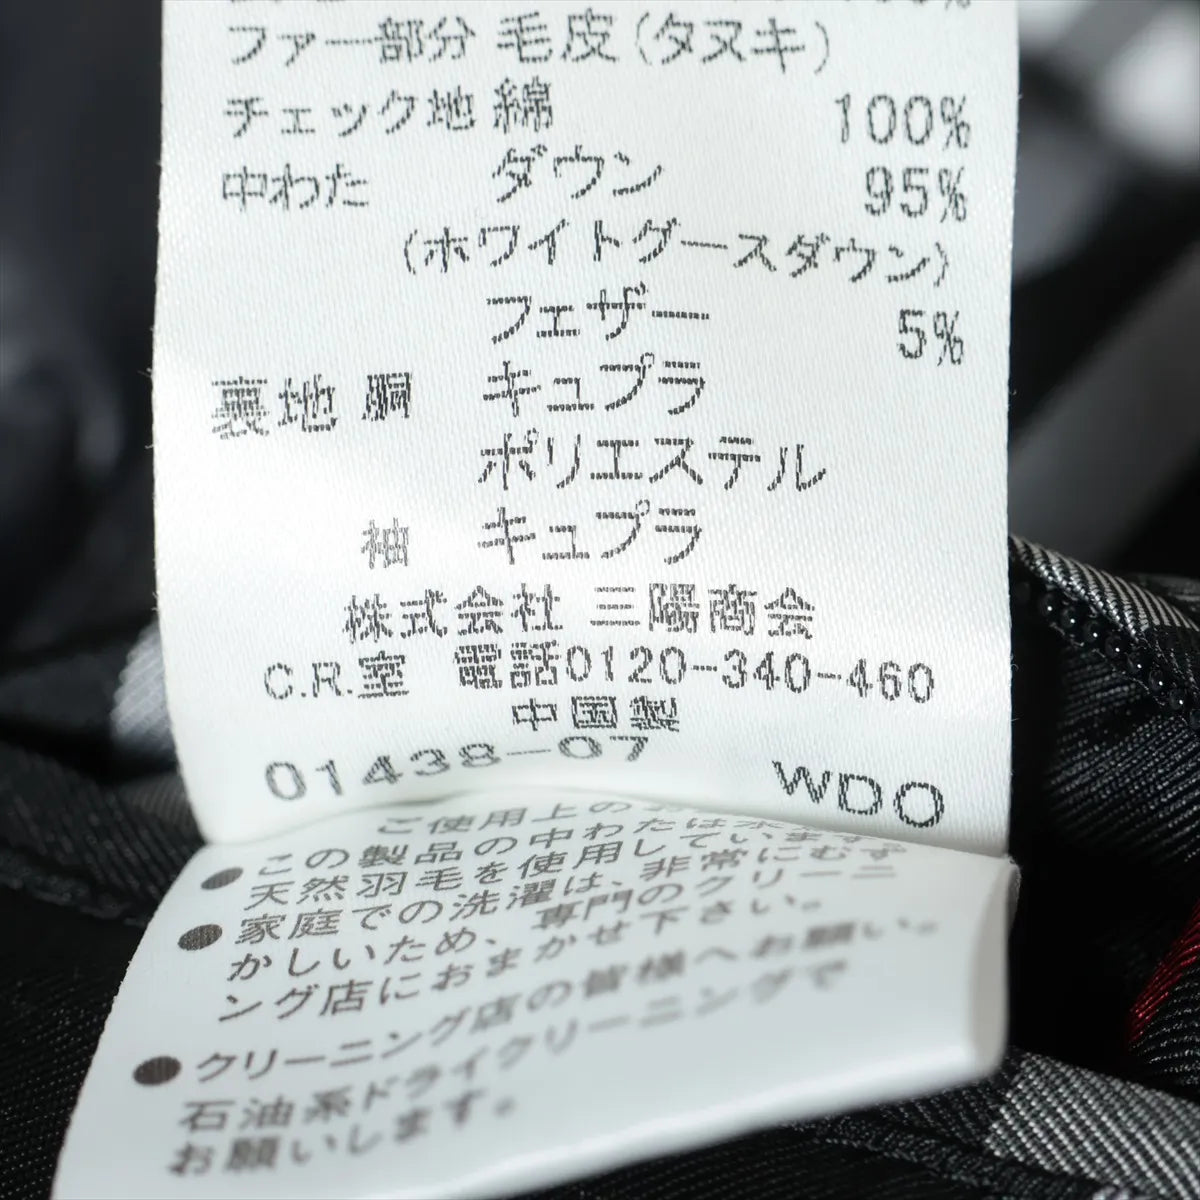 ファー部分 毛皮(タヌキ)
チェック地 綿 100%
中わた ダウン 95%
(ホワイトグースダウン)
フェザー 5%
裏地 胴 キュプラ
ポリエステル
袖 キュプラ
株式会社 三陽商会
C.R.室 電話0120-340-460
中国製
01438-07 WDO
ご使用上のお
●この製品の中わたは水
天然羽毛を使用しています
●家庭での洗濯は、非常にむず
かしいため、専門のクリーニ
ング店におまかせ下さい。
●クリーニング店の皆様へお願い。
石油系ドライクリーニングで
お願いします。